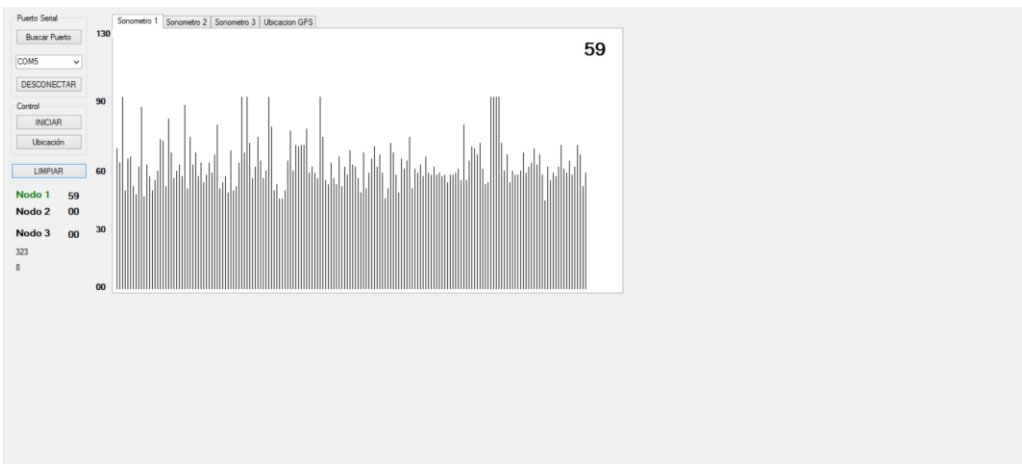 Puerto Serial
Buscar Puerto
COM5
DESCONECTAR
Control
INICIAR
Ubicación
LIMPIAR
Nodo 1 59
Nodo 2 00
Nodo 3 00
323
8
Sonometro 1 Sonometro 2 Sonometro 3 Ubicacion GPS
130
90
60
30
00
59